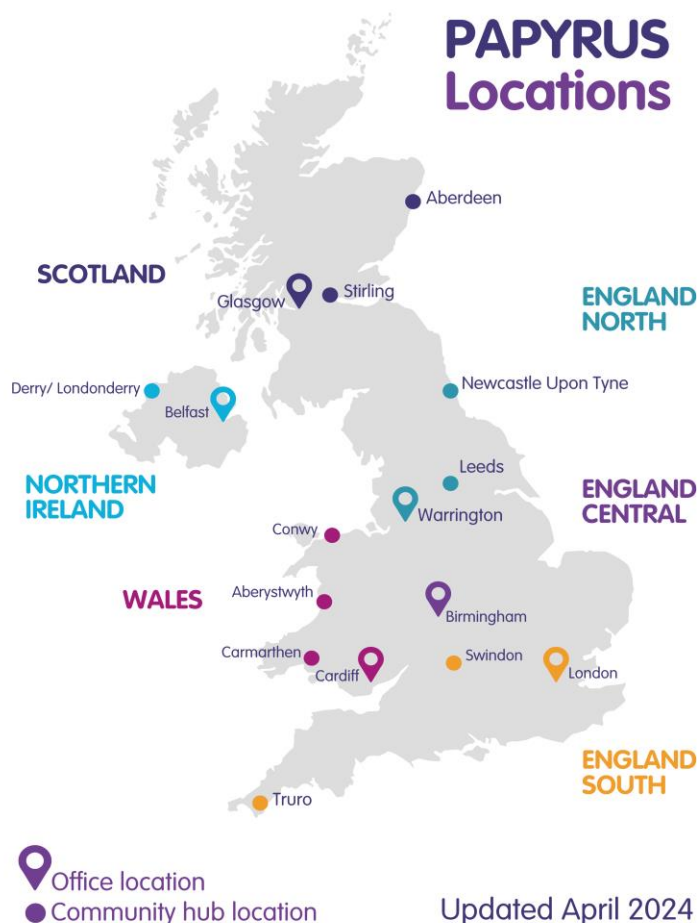 PAPYRUS
Locations
Aberdeen
SCOTLAND
Glasgow
Stirling
ENGLAND
NORTH
Derry/ Londonderry
Belfast
Newcastle Upon Tyne
NORTHERN
IRELAND
Leeds
Warrington
ENGLAND
CENTRAL
Conwy
WALES
Aberystwyth
Birmingham
Carmarthen
Cardiff
Swindon
London
ENGLAND
SOUTH
Truro
Office location
Community hub location
Updated April 2024